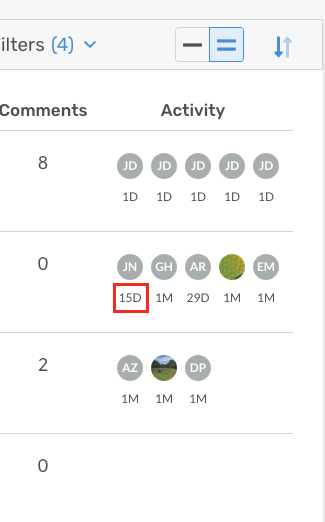 ilters (4)
Comments Activity
8 JD JD JD JD JD
1D 1D 1D 1D 1D
0 JN GH AR EM
15D 1M 29D 1M 1M
2 AZ DP
1M 1M 1M
0